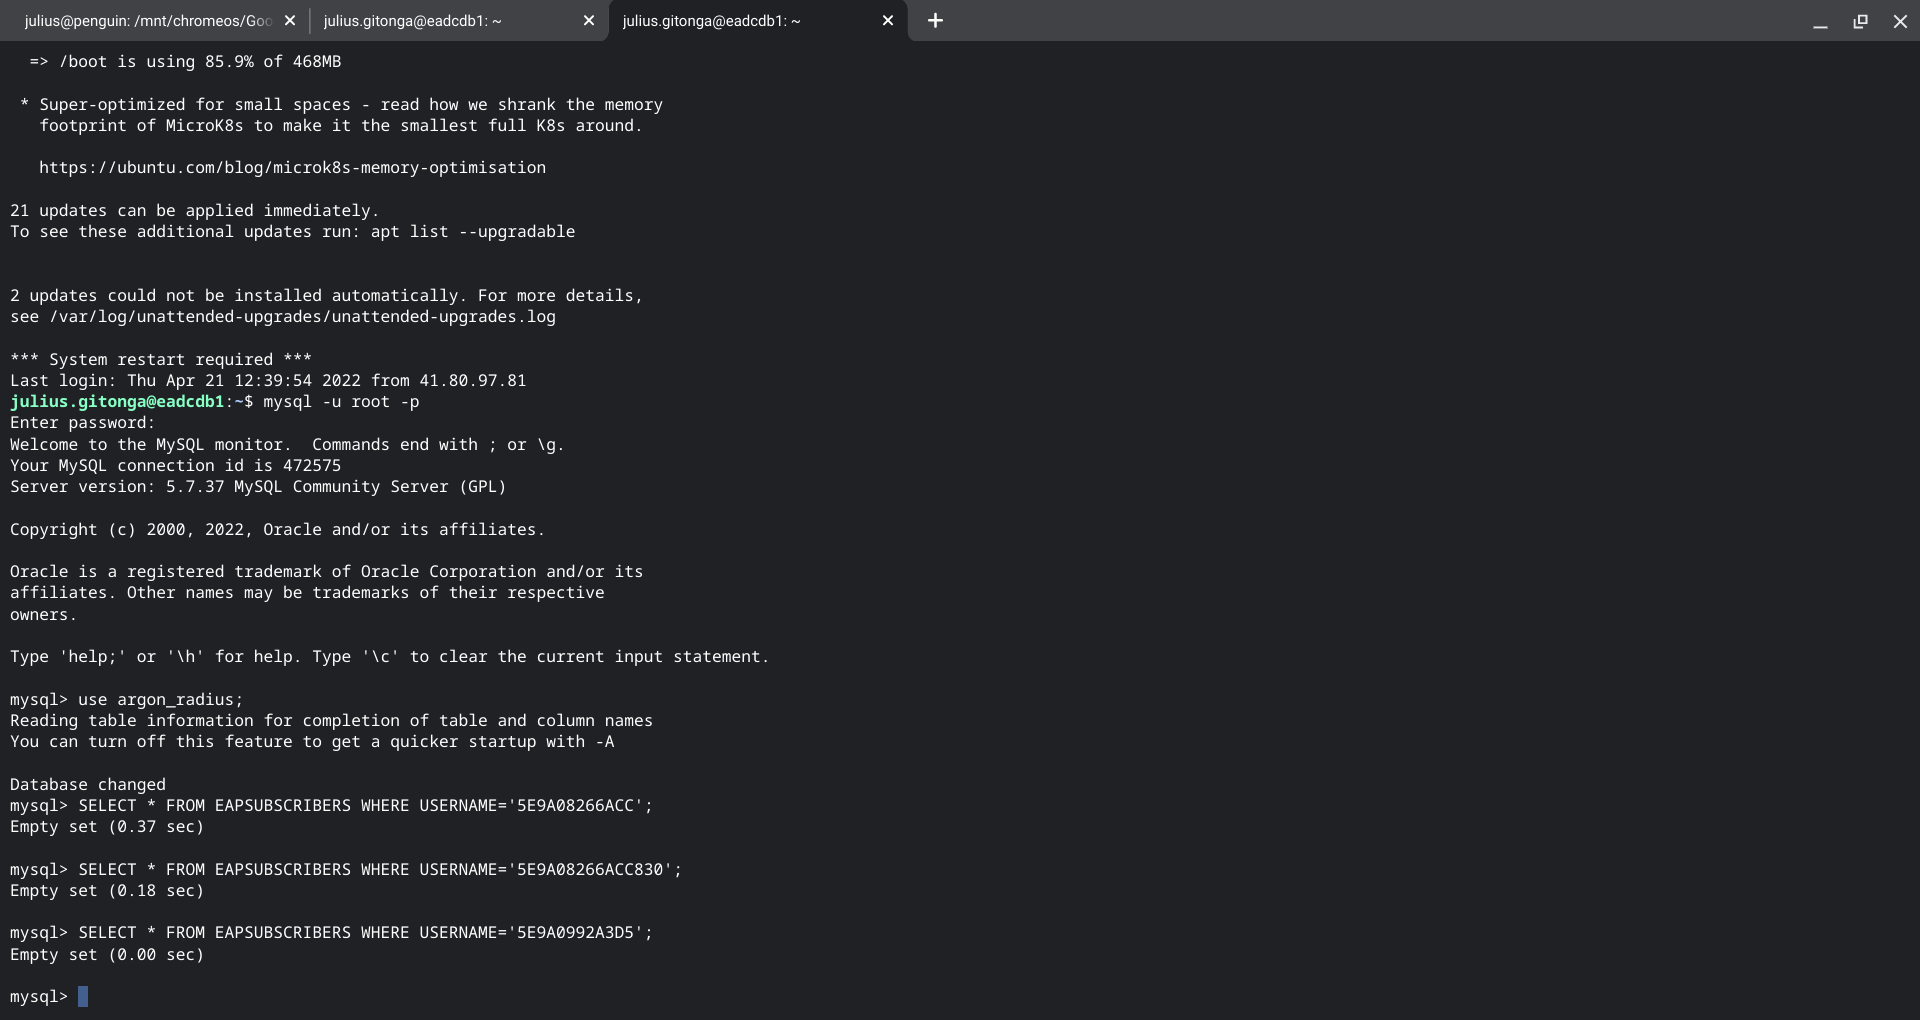 julius@penguin: /mnt/chromeos/Goo
julius.gitonga@eadcdb1: ~
julius.gitonga@eadcdb1: ~
=> /boot is using 85.9% of 468MB
* Super-optimized for small spaces - read how we shrank the memory
footprint of MicroK8s to make it the smallest full K8s around.
https://ubuntu.com/blog/microk8s-memory-optimisation
21 updates can be applied immediately.
To see these additional updates run: apt list --upgradable
2 updates could not be installed automatically. For more details,
see /var/log/unattended-upgrades/unattended-upgrades.log
*** System restart required ***
Last login: Thu Apr 21 12:39:54 2022 from 41.80.97.81
julius.gitonga@eadcdb1:~$ mysql -u root -p
Enter password:
Welcome to the MySQL monitor.  Commands end with ; or \g.
Your MySQL connection id is 472575
Server version: 5.7.37 MySQL Community Server (GPL)
Copyright (c) 2000, 2022, Oracle and/or its affiliates.
Oracle is a registered trademark of Oracle Corporation and/or its
affiliates. Other names may be trademarks of their respective
owners.
Type 'help;' or '\h' for help. Type '\c' to clear the current input statement.
mysql> use argon_radius;
Reading table information for completion of table and column names
You can turn off this feature to get a quicker startup with -A
Database changed
mysql> SELECT * FROM EAPSUBSCRIBERS WHERE USERNAME='5E9A08266ACC';
Empty set (0.37 sec)
mysql> SELECT * FROM EAPSUBSCRIBERS WHERE USERNAME='5E9A08266ACC830';
Empty set (0.18 sec)
mysql> SELECT * FROM EAPSUBSCRIBERS WHERE USERNAME='5E9A0992A3D5';
Empty set (0.00 sec)
mysql>